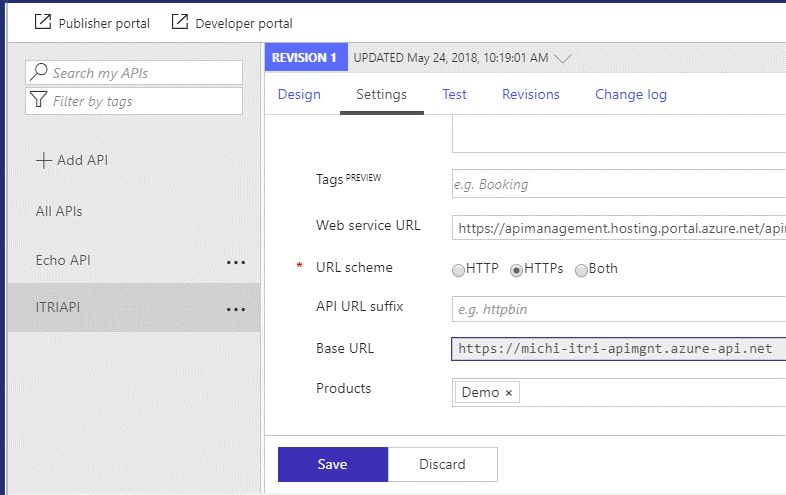 Publisher portal
Developer portal
Search my APIs
Filter by tags
Add API
All APIs
Echo API
ITRIAPI
REVISION 1 UPDATED May 24, 2018, 10:19:01 AM
Design Settings Test Revisions Change log
Tags PREVIEW
e.g. Booking
Web service URL
https://apimanagement.hosting.portal.azure.net/api
* URL scheme
HTTP HTTPs Both
API URL suffix
e.g. httpbin
Base URL
https://michi-itri-apimgnt.azure-api.net
Products
Demo ×
Save
Discard